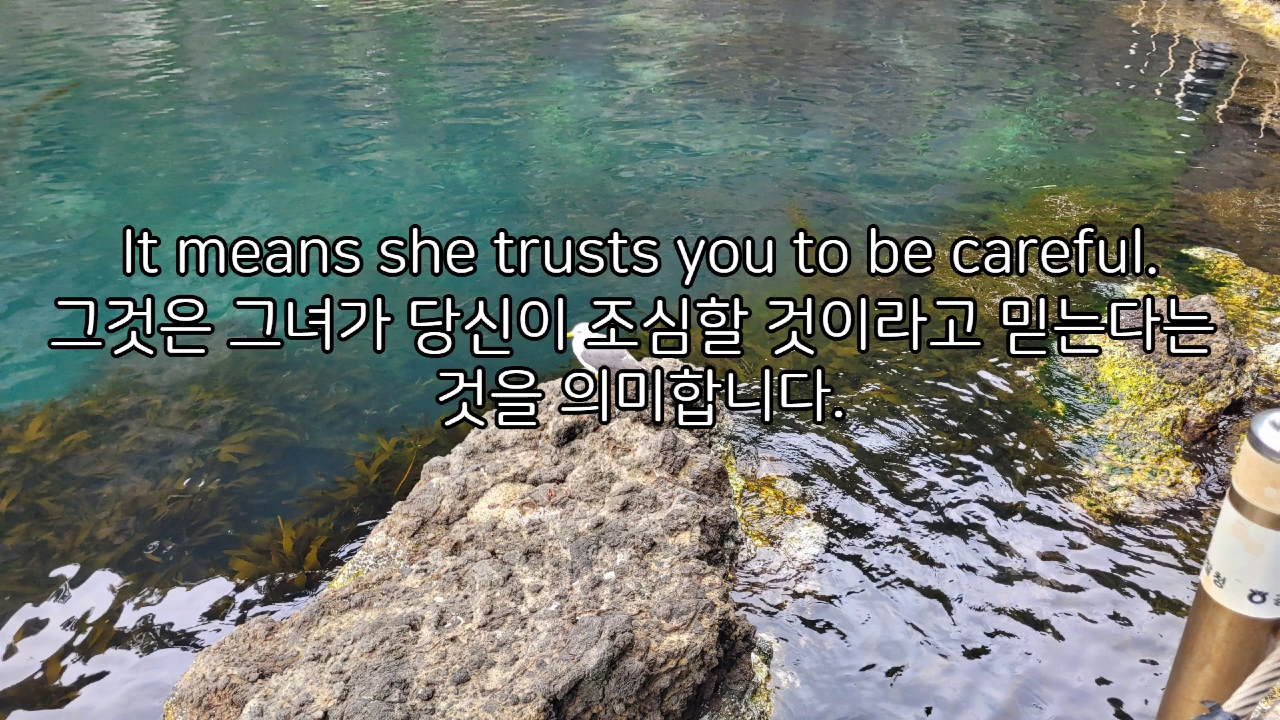 It means she trusts you to be careful.
그것은 그녀가 당신이 조심할 것이라고 믿는다는
것을 의미합니다.